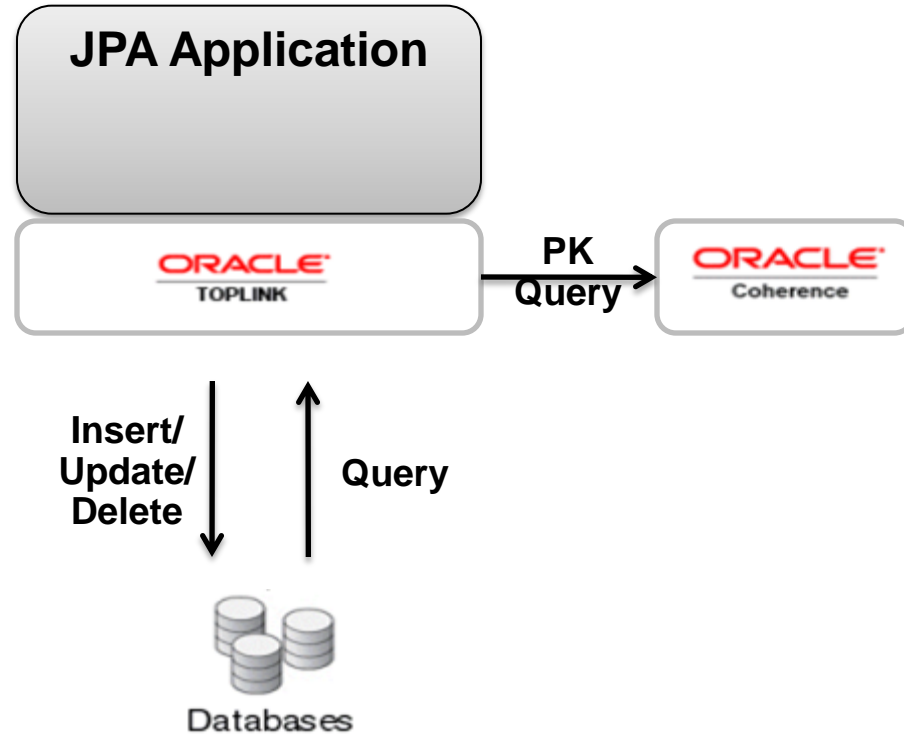 JPA Application
ORACLE
TOPLINK
PK
Query
ORACLE
Coherence
Insert/
Update/
Delete
Query
Databases